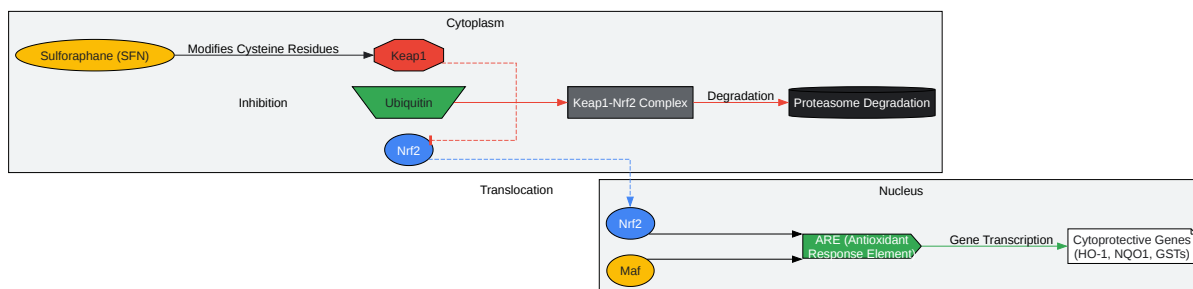 Cytoplasm
Sulforaphane (SFN)
Modifies Cysteine Residues
Keap1
Inhibition
Ubiquitin
Keap1-Nrf2 Complex
Degradation
Proteasome Degradation
Nrf2
Translocation
Nucleus
Nrf2
Maf
ARE (Antioxidant
Response Element)
Gene Transcription
Cytoprotective Genes
(HO-1, NQO1, GSTs)